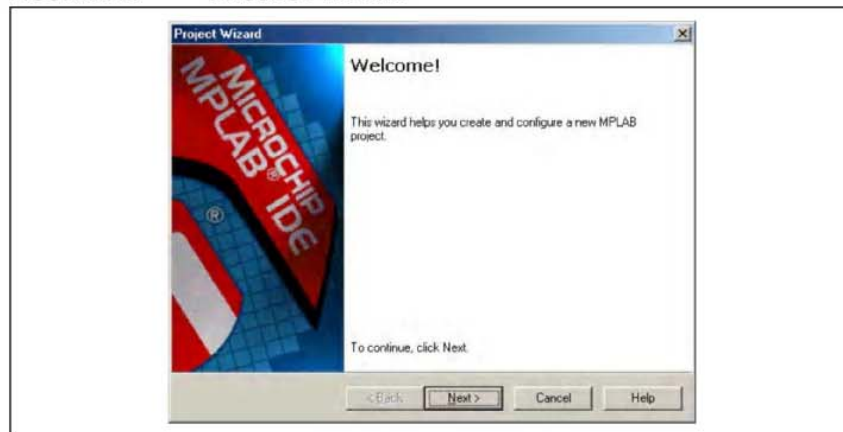 Project Wizard
MICROCHIP
MPLAB® IDE
®
Welcome!
This wizard helps you create and configure a new MPLAB
project.
To continue, click Next.
< Back
Next >
Cancel
Help